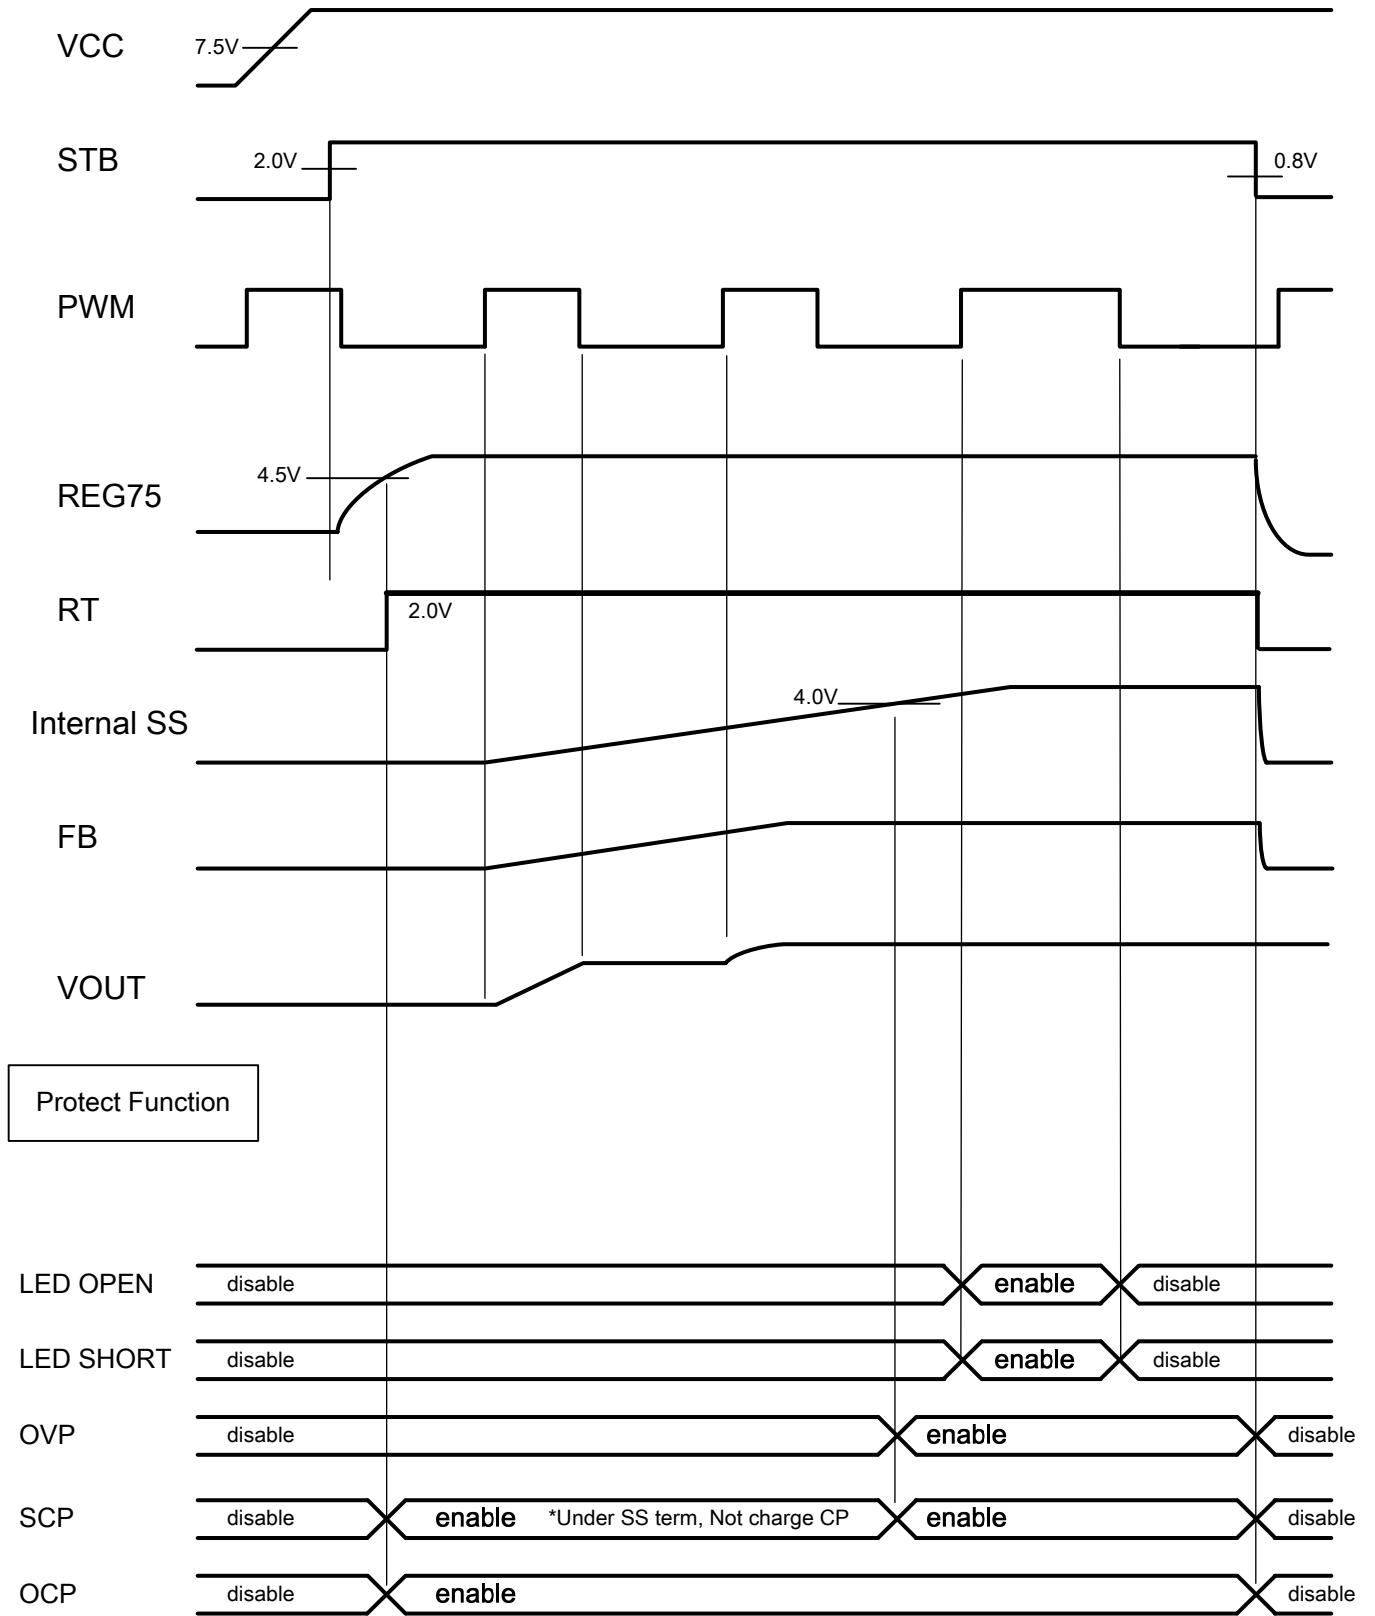 VCC 7.5V
STB 2.0V 0.8V
PWM
REG75 4.5V
RT 2.0V
Internal SS 4.0V
FB
VOUT
Protect Function
LED OPEN disable enable disable
LED SHORT disable enable disable
OVP disable enable disable
SCP disable enable *Under SS term, Not charge CP enable disable
OCP disable enable disable